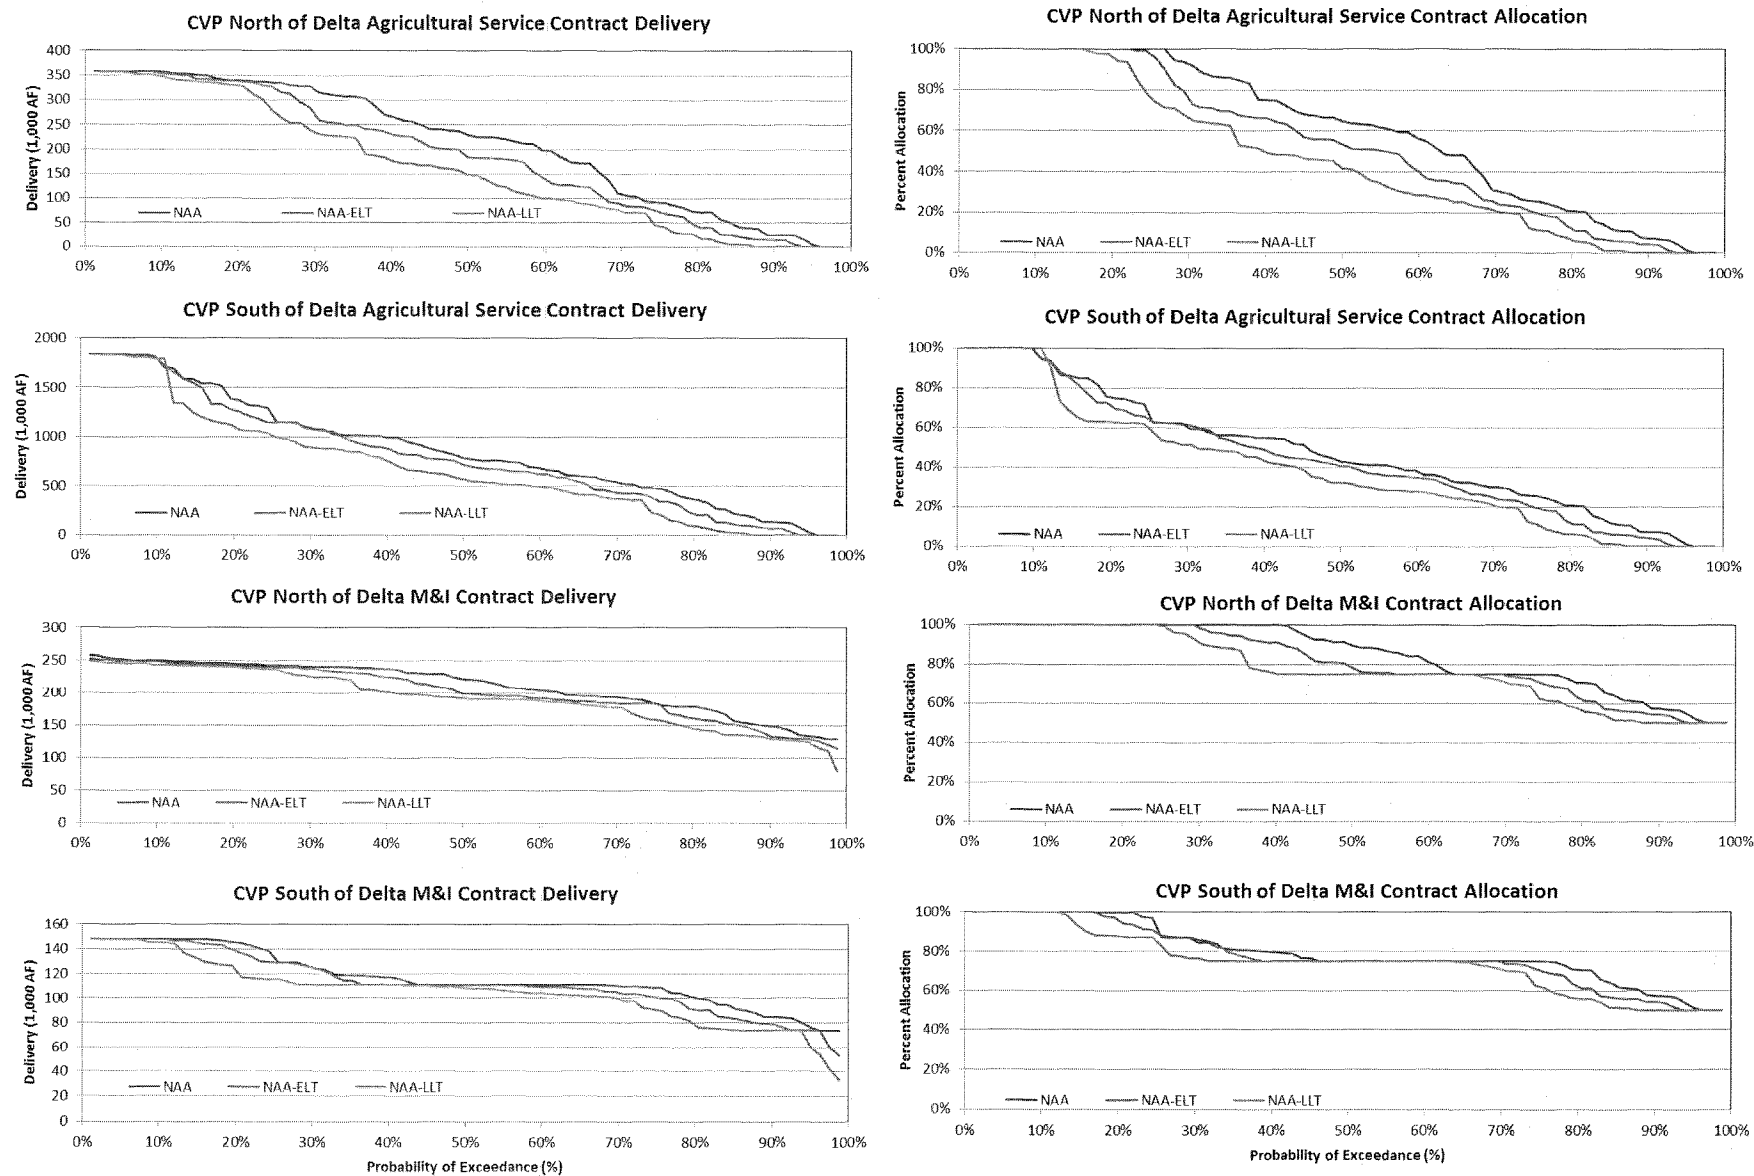 CVP North of Delta Agricultural Service Contract Delivery
Delivery (1,000 AF)
400
350
300
250
200
150
100
50
0
NAA NAA-ELT NAA-LLT
0% 10% 20% 30% 40% 50% 60% 70% 80% 90% 100%
CVP North of Delta Agricultural Service Contract Allocation
Percent Allocation
100%
80%
60%
40%
20%
0%
NAA NAA-ELT NAA-LLT
0% 10% 20% 30% 40% 50% 60% 70% 80% 90% 100%
CVP South of Delta Agricultural Service Contract Delivery
Delivery (1,000 AF)
2000
1500
1000
500
0
NAA NAA-ELT NAA-LLT
0% 10% 20% 30% 40% 50% 60% 70% 80% 90% 100%
CVP South of Delta Agricultural Service Contract Allocation
Percent Allocation
100%
80%
60%
40%
20%
0%
NAA NAA-ELT NAA-LLT
0% 10% 20% 30% 40% 50% 60% 70% 80% 90% 100%
CVP North of Delta M&I Contract Delivery
Delivery (1,000 AF)
300
250
200
150
100
50
0
NAA NAA-ELT NAA-LLT
0% 10% 20% 30% 40% 50% 60% 70% 80% 90% 100%
CVP North of Delta M&I Contract Allocation
Percent Allocation
100%
80%
60%
40%
20%
0%
NAA NAA-ELT NAA-LLT
0% 10% 20% 30% 40% 50% 60% 70% 80% 90% 100%
CVP South of Delta M&I Contract Delivery
Delivery (1,000 AF)
160
140
120
100
80
60
40
20
0
NAA NAA-ELT NAA-LLT
0% 10% 20% 30% 40% 50% 60% 70% 80% 90% 100%
Probability of Exceedance (%)
CVP South of Delta M&I Contract Allocation
Percent Allocation
100%
80%
60%
40%
20%
0%
NAA NAA-ELT NAA-LLT
0% 10% 20% 30% 40% 50% 60% 70% 80% 90% 100%
Probability of Exceedance (%)